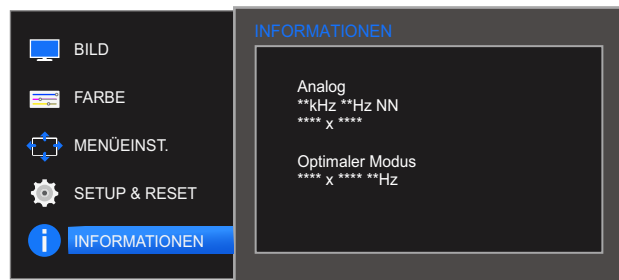 BILD
FARBE
MENÜEINST.
SETUP & RESET
i INFORMATIONEN
INFORMATIONEN
Analog
**kHz **Hz NN
**** x ****
Optimaler Modus
**** x **** **Hz